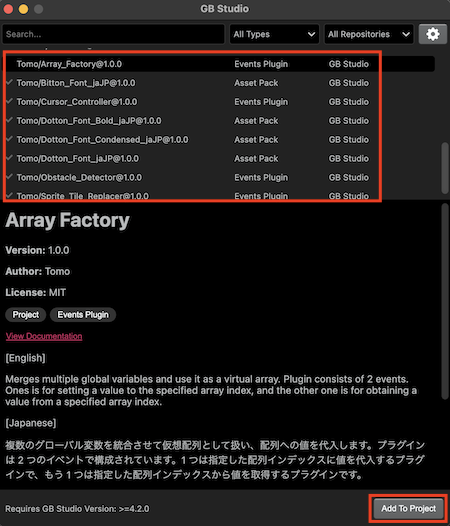 GB Studio
Search... All Types All Repositories
Tomo/Array_Factory@1.0.0 Events Plugin GB Studio
Tomo/Bitton_Font_jaJP@1.0.0 Asset Pack GB Studio
Tomo/Cursor_Controller@1.0.0 Events Plugin GB Studio
Tomo/Dotton_Font_Bold_jaJP@1.0.0 Asset Pack GB Studio
Tomo/Dotton_Font_Condensed_jaJP@1.0.0 Asset Pack GB Studio
Tomo/Dotton_Font_jaJP@1.0.0 Asset Pack GB Studio
Tomo/Obstacle_Detector@1.0.0 Events Plugin GB Studio
Tomo/Sprite_Tile_Replacer@1.0.0 Events Plugin GB Studio
Array Factory
Version: 1.0.0
Author: Tomo
License: MIT
Project Events Plugin
View Documentation
[English]
Merges multiple global variables and use it as a virtual array. Plugin consists of 2 events.
Ones is for setting a value to the specified array index, and the other one is for obtaining a
value from a specified array index.
[Japanese]
複数のグローバル変数を統合させて仮想配列として扱い、配列への値を代入します。プラグイン
は 2 つのイベントで構成されています。1 つは指定した配列インデックスに値を代入するプラグ
インで、もう 1 つは指定した配列インデックスから値を取得するプラグインです。
Requires GB Studio Version: >=4.2.0 Add To Project